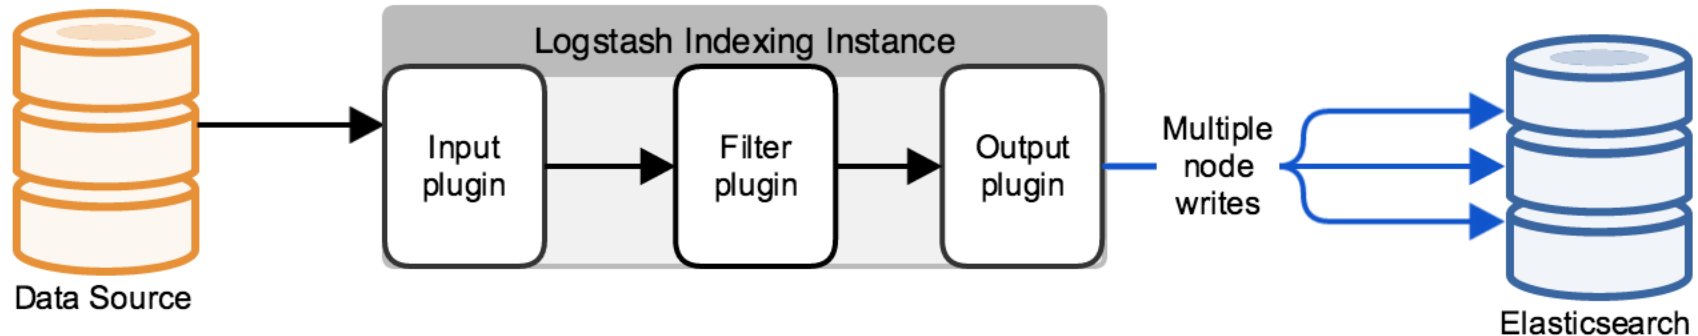 Logstash Indexing Instance
Input
plugin
Filter
plugin
Output
plugin
Multiple
node
writes
Data Source
Elasticsearch